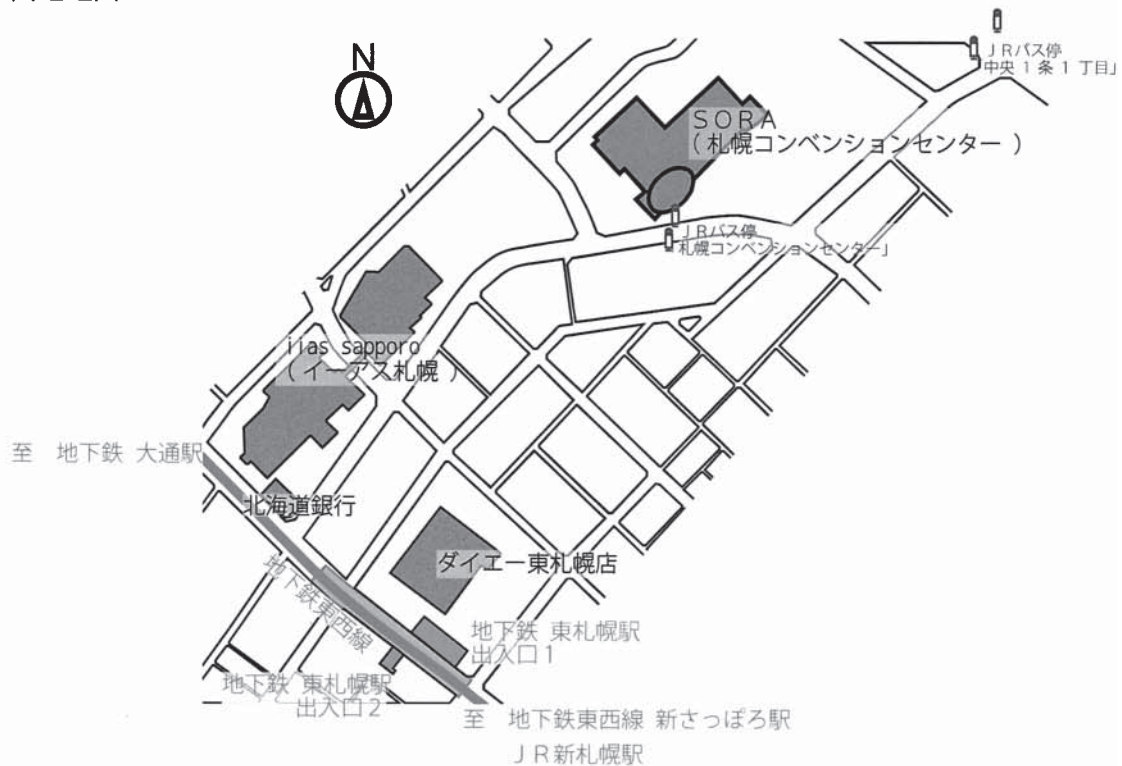 N
JRバス停
中央1条1丁目」
SORA
(札幌コンベンションセンター )
JRバス停
札幌コンベンションセンター」
iias sapporo
(イーアス札幌 )
至 地下鉄 大通駅
北海道銀行
ダイエー東札幌店
地下鉄東西線
地下鉄 東札幌駅
出入口1
地下鉄 東札幌駅
出入口2
至 地下鉄東西線 新さっぽろ駅
JR新札幌駅